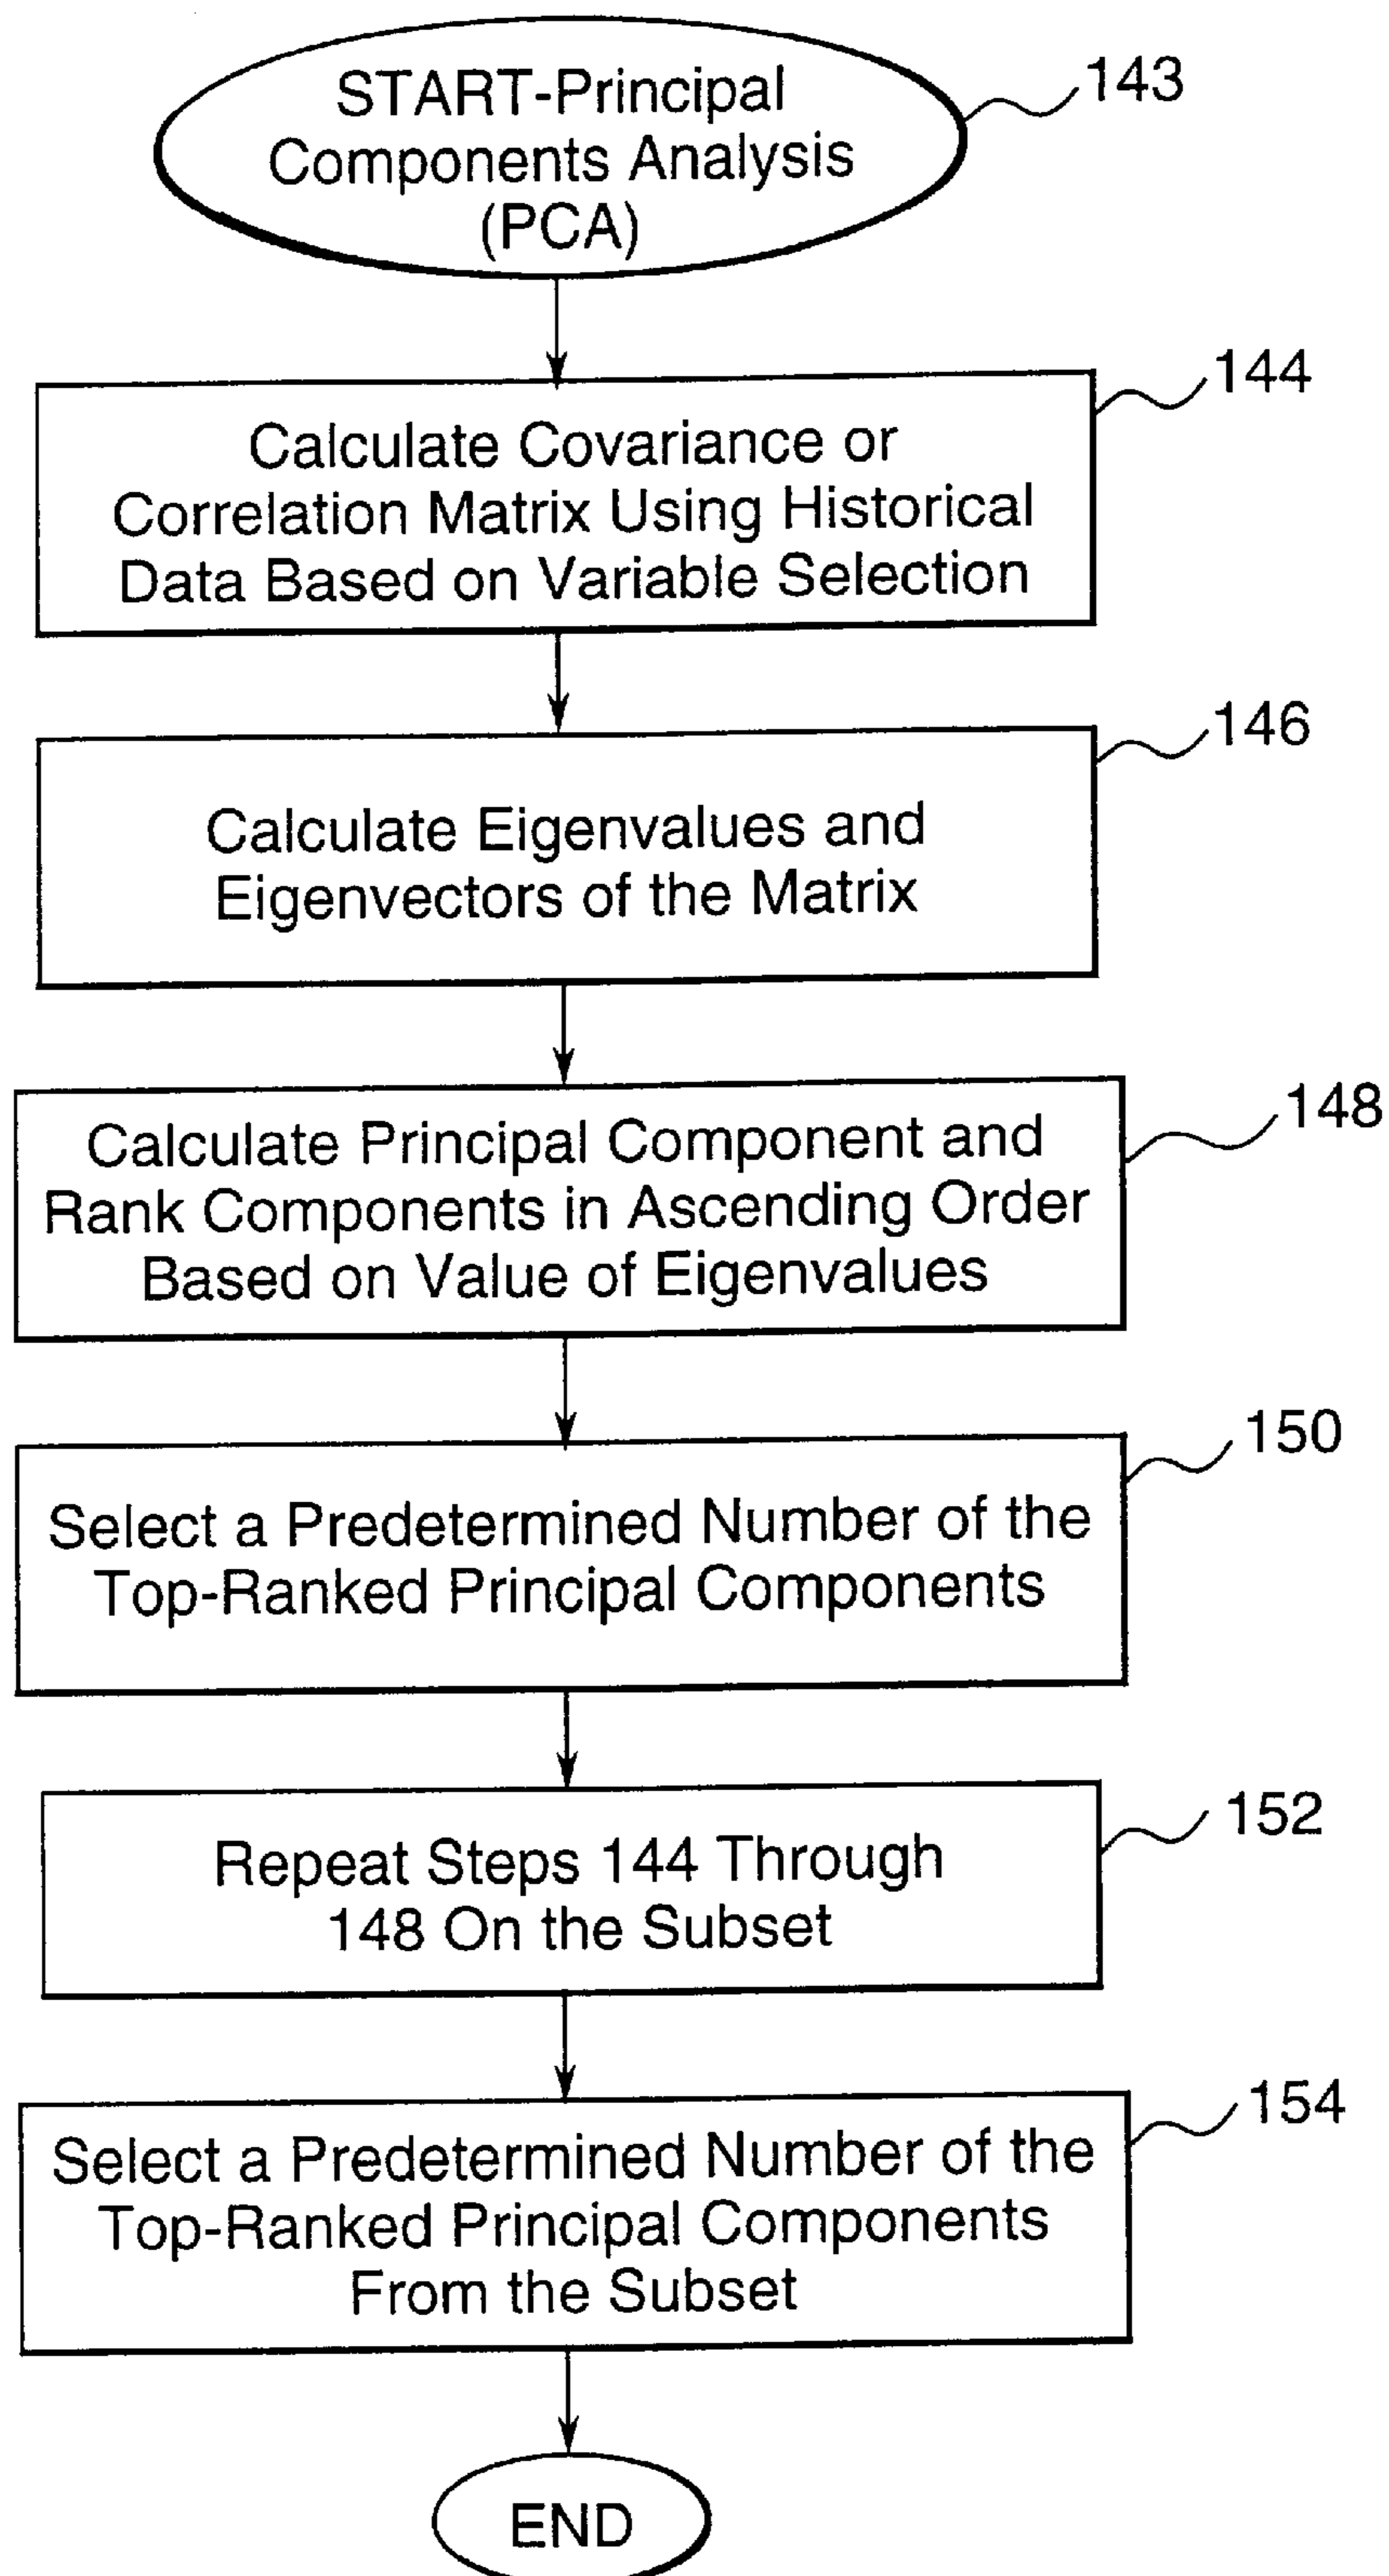 START-Principal
Components Analysis
(PCA)
143
144
Calculate Covariance or
Correlation Matrix Using Historical
Data Based on Variable Selection
146
Calculate Eigenvalues and
Eigenvectors of the Matrix
148
Calculate Principal Component and
Rank Components in Ascending Order
Based on Value of Eigenvalues
150
Select a Predetermined Number of the
Top-Ranked Principal Components
152
Repeat Steps 144 Through
148 On the Subset
154
Select a Predetermined Number of the
Top-Ranked Principal Components
From the Subset
END